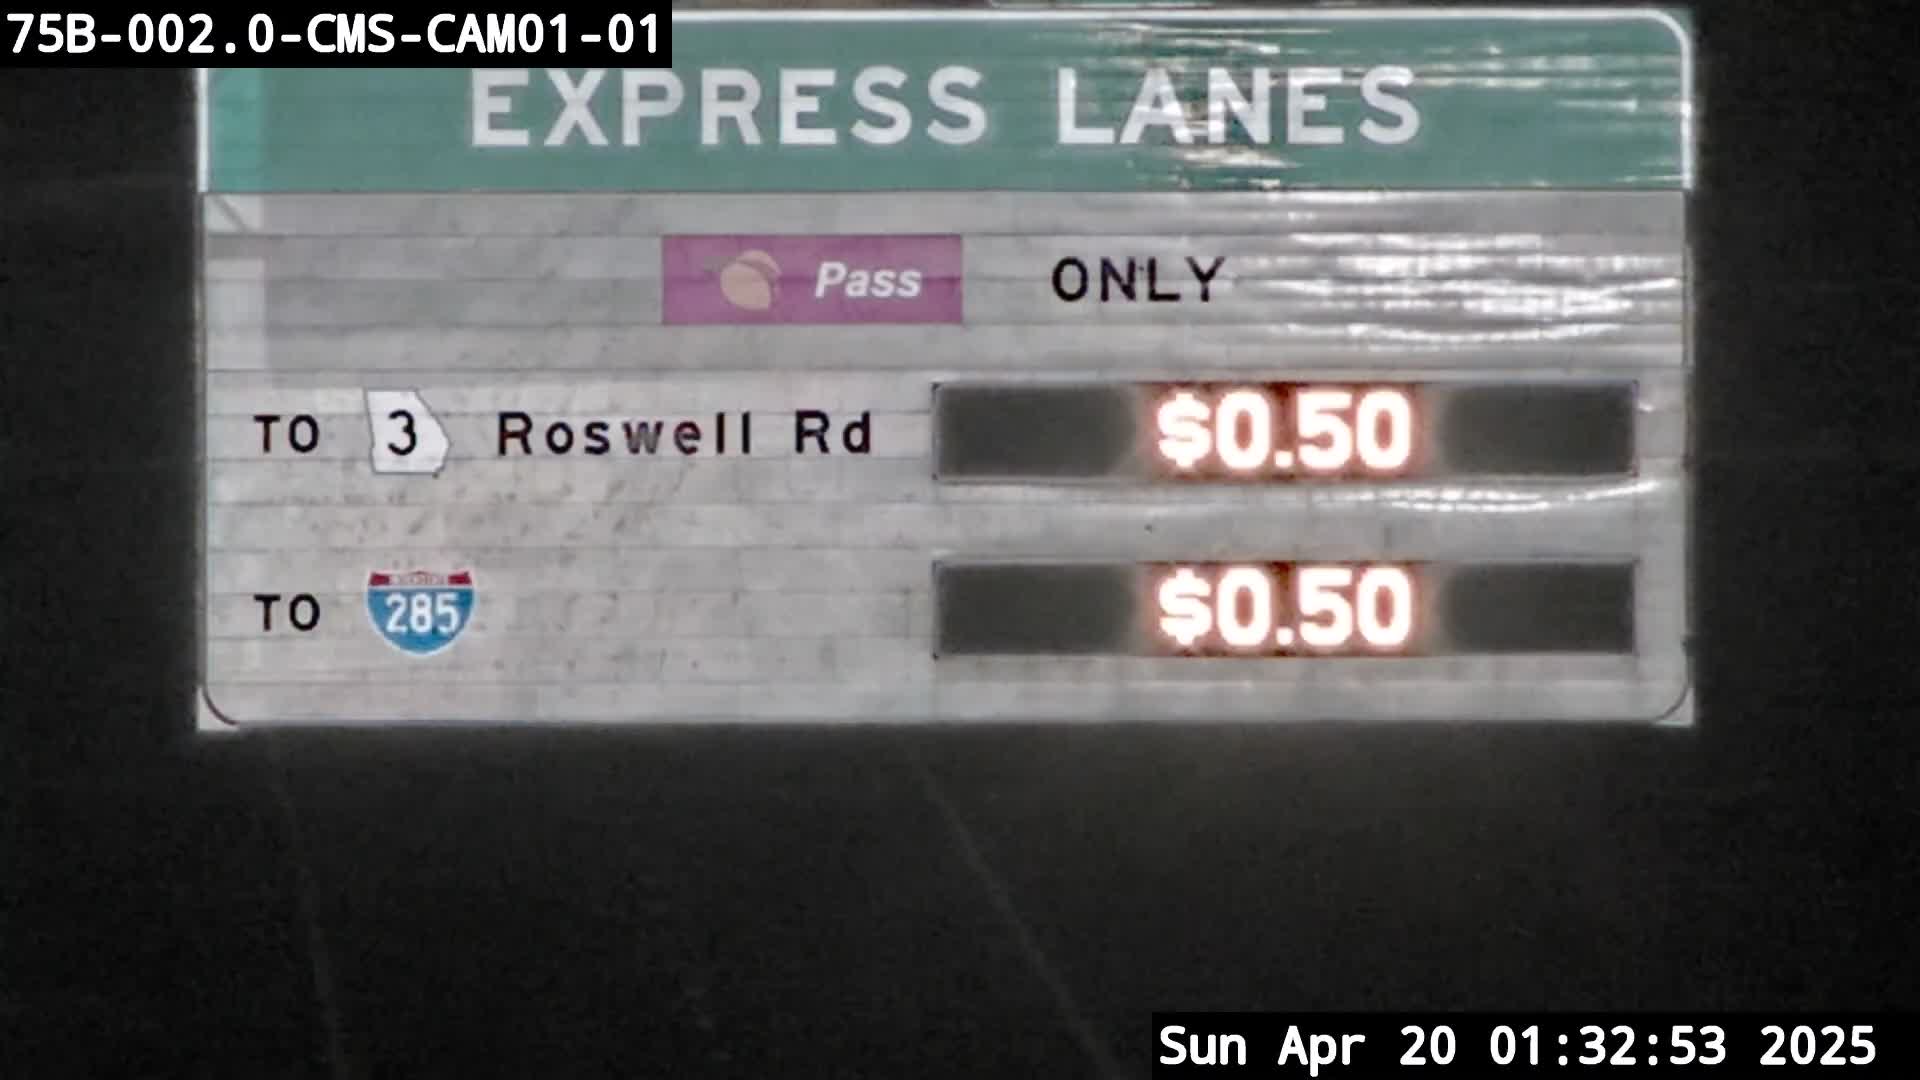 75B-002.0-CMS-CAM01-01
EXPRESS LANES
Pass ONLY
TO 3 Roswell Rd $0.50
TO 285 $0.50
Sun Apr 20 01:32:53 2025